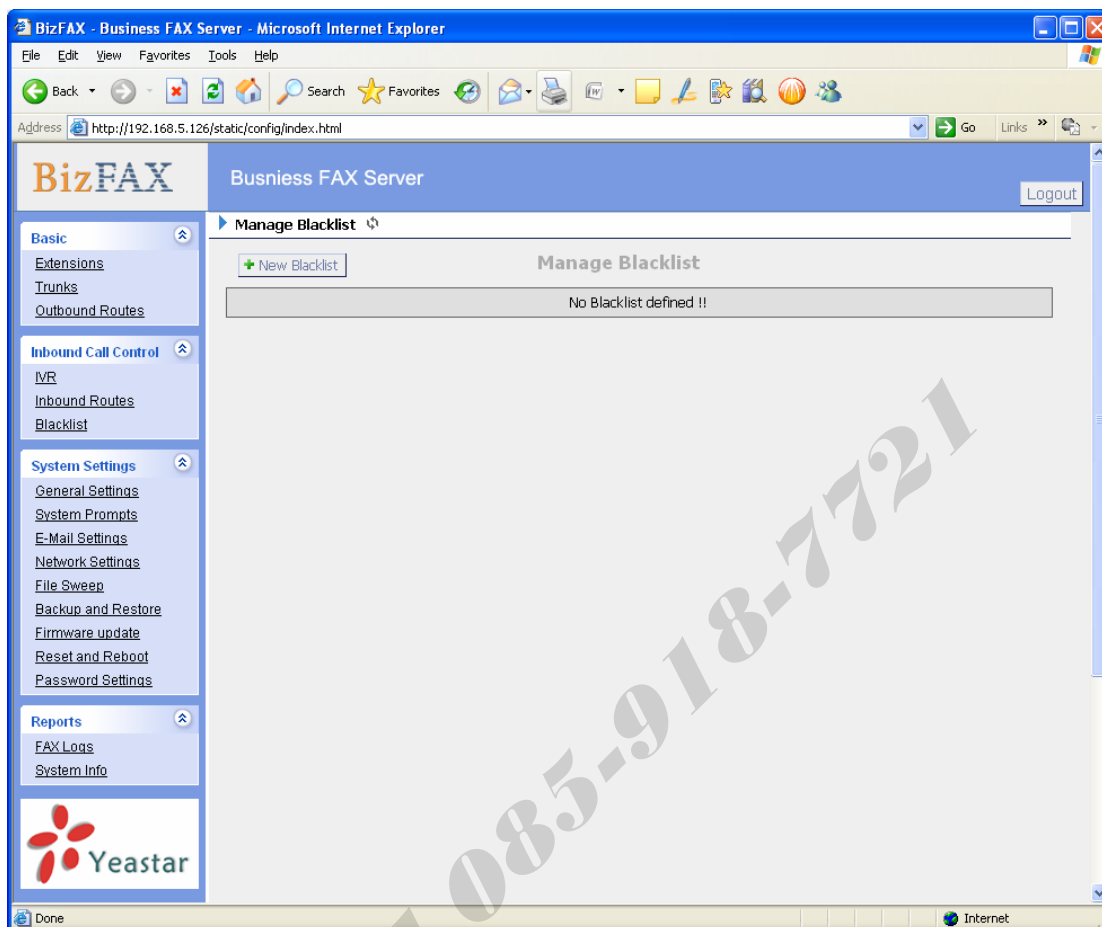 BizFAX - Business FAX Server - Microsoft Internet Explorer
File Edit View Favorites Tools Help
Back Search Favorites
Address http://192.168.5.126/static/config/index.html Go Links »
BizFAX
Busniess FAX Server
Logout
Manage Blacklist
New Blacklist
Manage Blacklist
No Blacklist defined !!
Basic
Extensions
Trunks
Outbound Routes
Inbound Call Control
IVR
Inbound Routes
Blacklist
System Settings
General Settings
System Prompts
E-Mail Settings
Network Settings
File Sweep
Backup and Restore
Firmware update
Reset and Reboot
Password Settings
Reports
FAX Logs
System Info
Yeastar
085-918-7721
Done
Internet